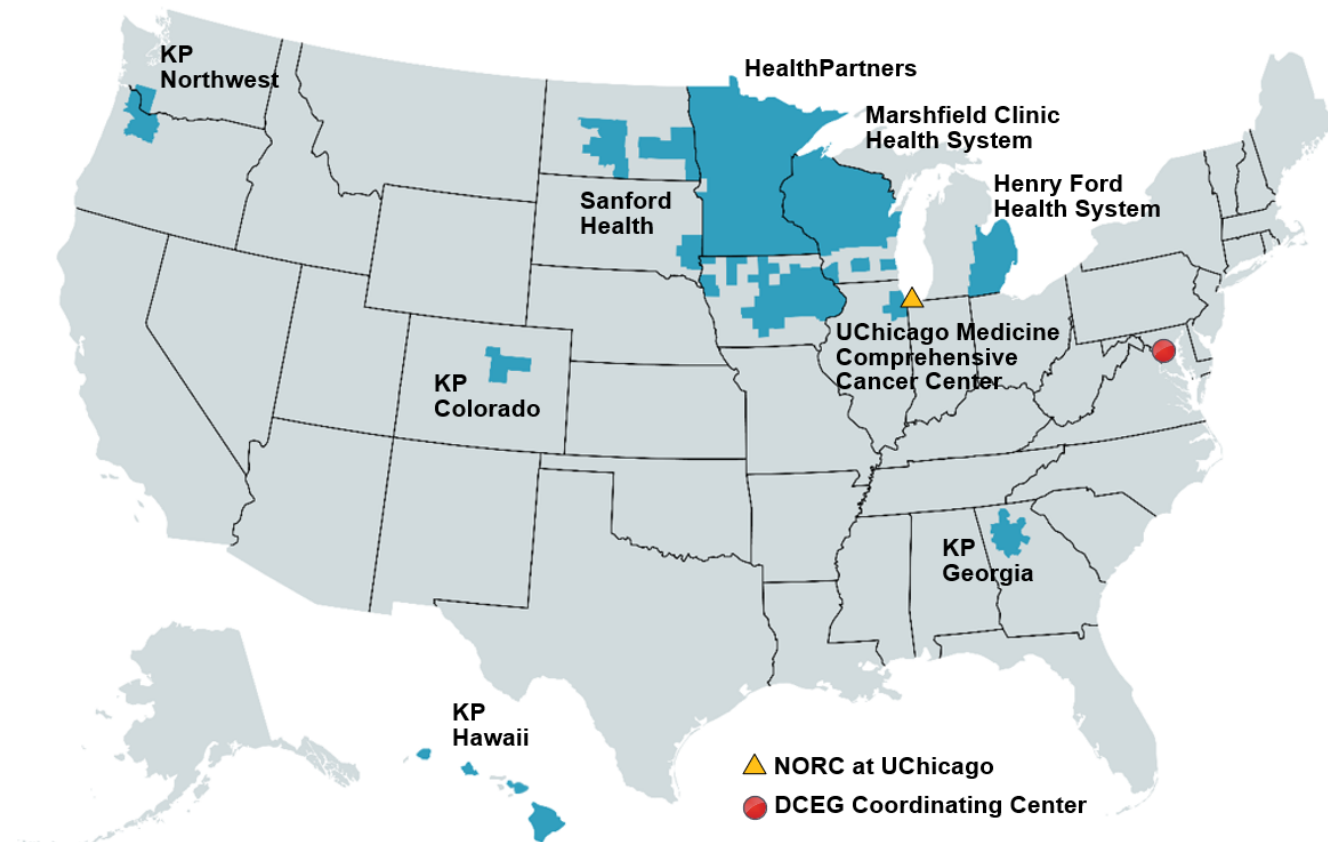 KP
Northwest
HealthPartners
Marshfield Clinic
Health System
Henry Ford
Health System
Sanford
Health
UChicago Medicine
Comprehensive
Cancer Center
KP
Colorado
KP
Georgia
KP
Hawaii
NORC at UChicago
DCEG Coordinating Center